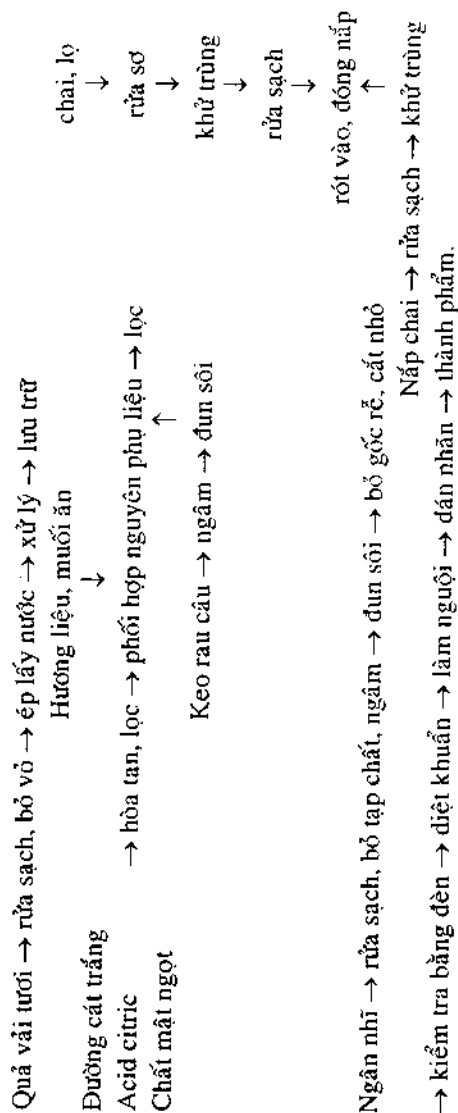 Quả vải tươi → rửa sạch, bỏ vỏ → ép lấy nước → xử lý → lưu trữ
Hương liệu, muối ăn
↓
Đường cát trắng
Acid citric → hòa tan, lọc → phối hợp nguyên phụ liệu → lọc
Chất mật ngọt
↑
Keo rau câu → ngâm → đun sôi
chai, lọ
↓
rửa sơ
↓
khử trùng
↓
rửa sạch
↓
rót vào, đóng nắp
↑
Ngân nhĩ → rửa sạch, bỏ tạp chất, ngâm → đun sôi → bỏ gốc rễ, cắt nhỏ
Nắp chai → rửa sạch → khử trùng
→ kiểm tra bằng đèn → diệt khuẩn → làm nguội → dán nhãn → thành phẩm.